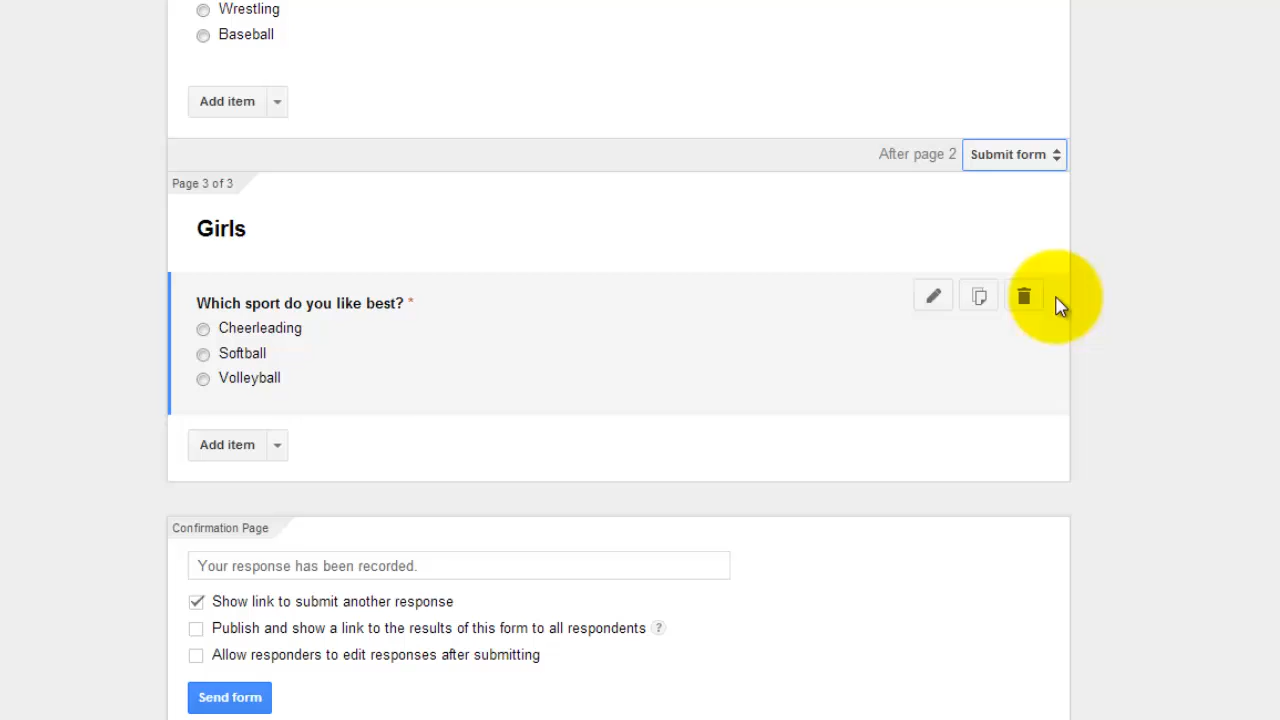 Wrestling
Baseball
Add item
After page 2 Submit form
Page 3 of 3
Girls
Which sport do you like best? *
Cheerleading
Softball
Volleyball
Add item
Confirmation Page
Your response has been recorded.
Show link to submit another response
Publish and show a link to the results of this form to all respondents ?
Allow responders to edit responses after submitting
Send form